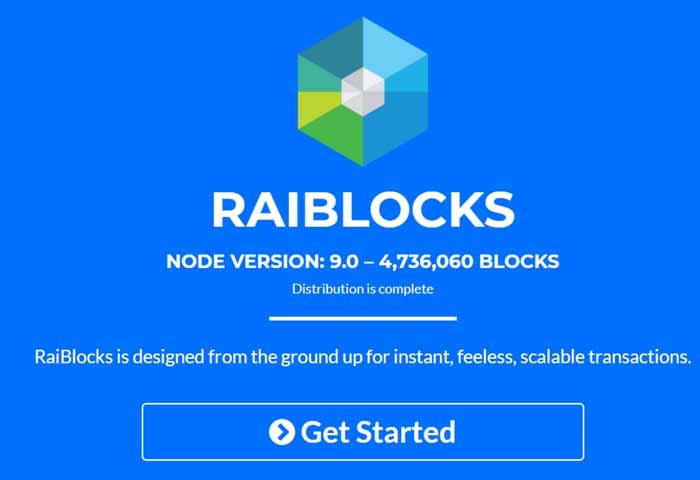 RAIBLOCKS
NODE VERSION: 9.0 – 4,736,060 BLOCKS
Distribution is complete
RaiBlocks is designed from the ground up for instant, feeless, scalable transactions.
Get Started